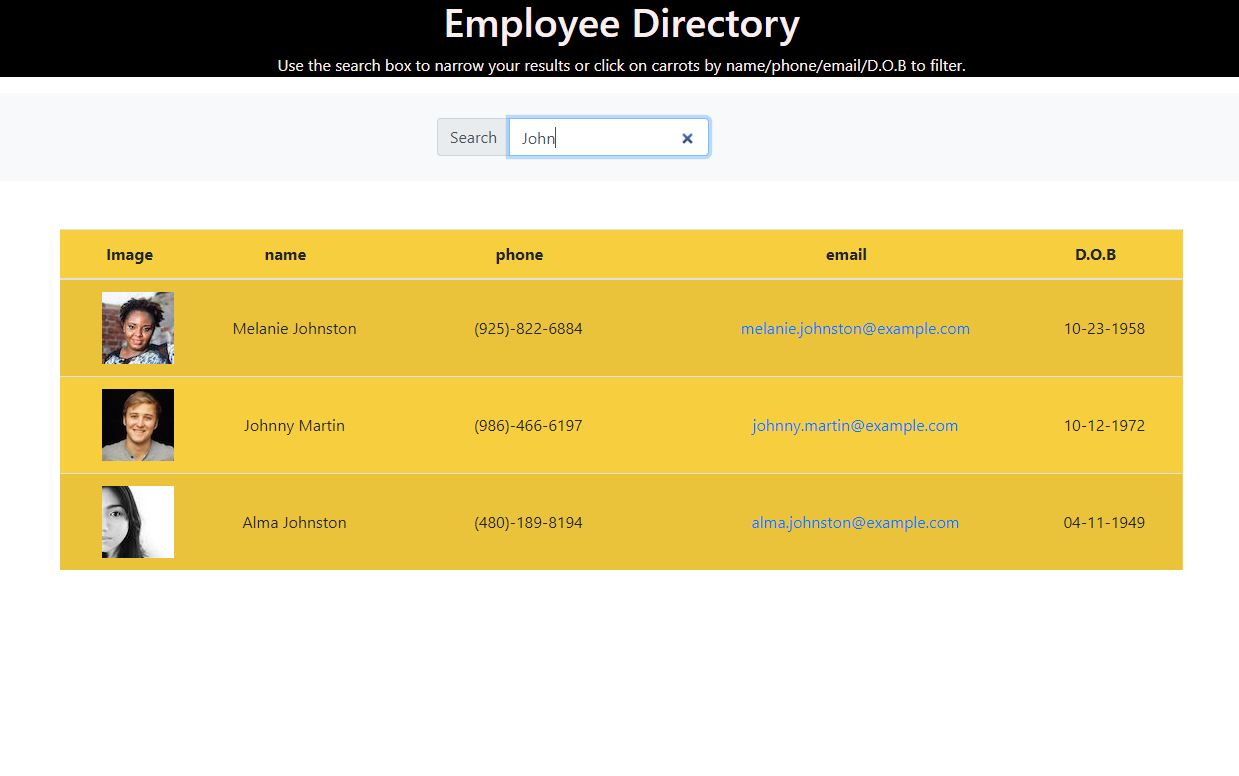 Employee Directory
Use the search box to narrow your results or click on carrots by name/phone/email/D.O.B to filter.
Search John ×
Image name phone email D.O.B
Melanie Johnston (925)-822-6884 melanie.johnston@example.com 10-23-1958
Johnny Martin (986)-466-6197 johnny.martin@example.com 10-12-1972
Alma Johnston (480)-189-8194 alma.johnston@example.com 04-11-1949